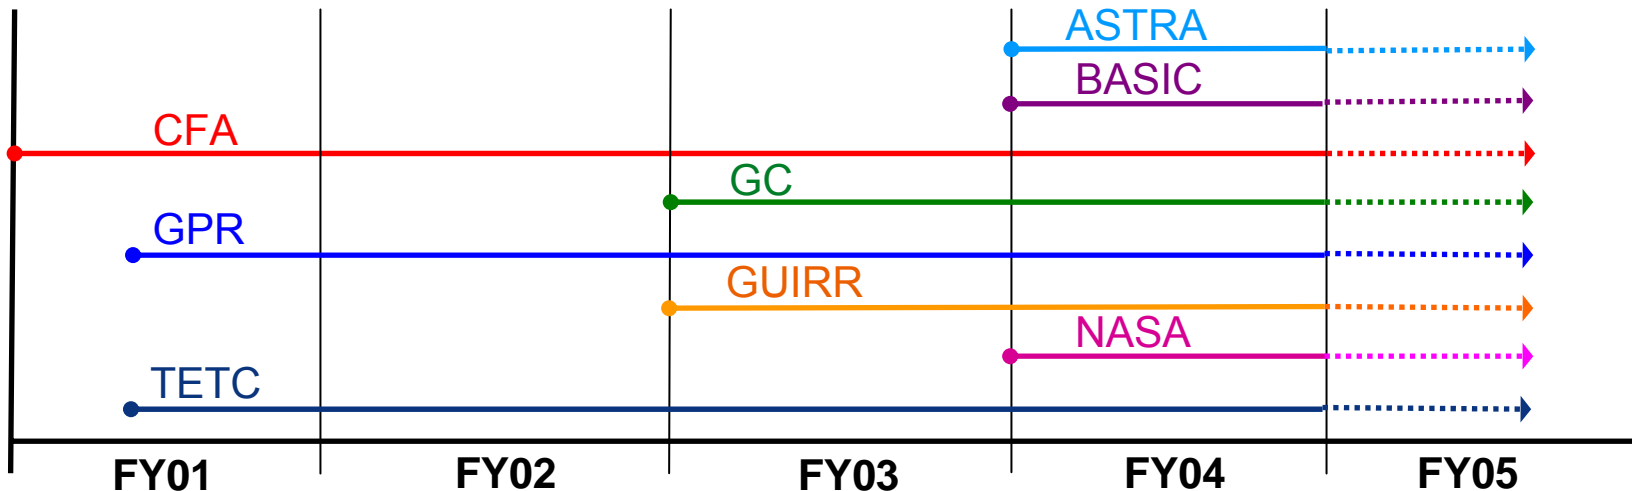 ASTRA
BASIC
CFA
GC
GPR
GUIRR
NASA
TETC
FY01 FY02 FY03 FY04 FY05